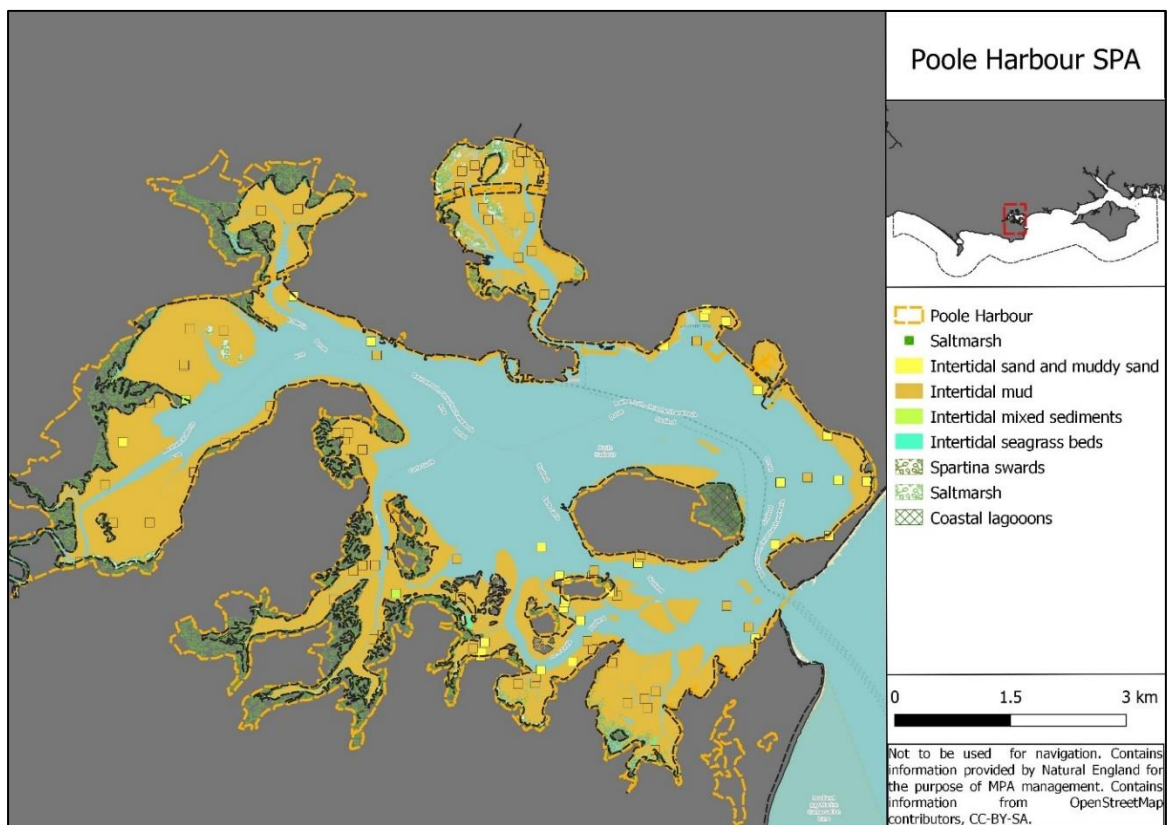 Poole Harbour SPA
Poole Harbour
Saltmarsh
Intertidal sand and muddy sand
Intertidal mud
Intertidal mixed sediments
Intertidal seagrass beds
Spartina swards
Saltmarsh
Coastal lagooons
0 1.5 3 km
Not to be used for navigation. Contains
information provided by Natural England for
the purpose of MPA management. Contains
information from OpenStreetMap
contributors, CC-BY-SA.